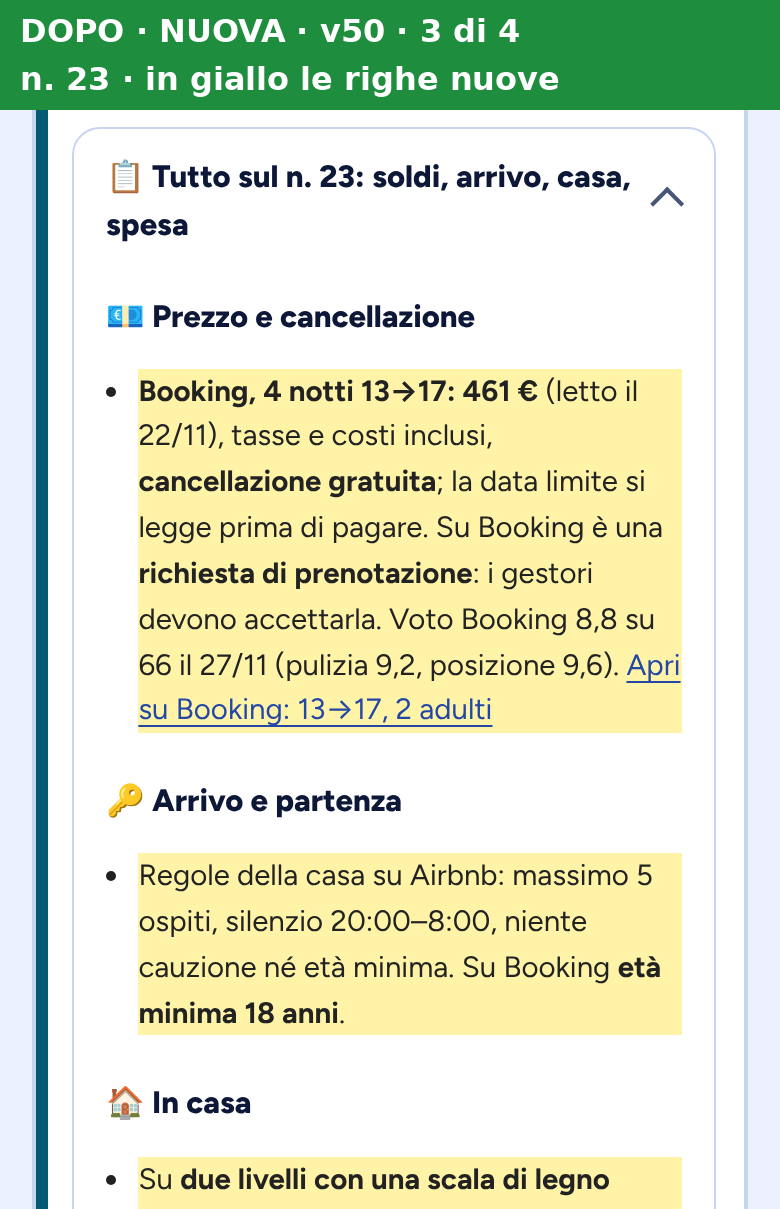 DOPO · NUOVA · v50 · 3 di 4
n. 23 · in giallo le righe nuove
📋 Tutto sul n. 23: soldi, arrivo, casa,
spesa
💶 Prezzo e cancellazione
• Booking, 4 notti 13→17: 461 € (letto il
22/11), tasse e costi inclusi,
cancellazione gratuita; la data limite si
legge prima di pagare. Su Booking è una
richiesta di prenotazione: i gestori
devono accettarla. Voto Booking 8,8 su
66 il 27/11 (pulizia 9,2, posizione 9,6). Apri
su Booking: 13→17, 2 adulti
🔑 Arrivo e partenza
• Regole della casa su Airbnb: massimo 5
ospiti, silenzio 20:00–8:00, niente
cauzione né età minima. Su Booking età
minima 18 anni.
🏠 In casa
• Su due livelli con una scala di legno